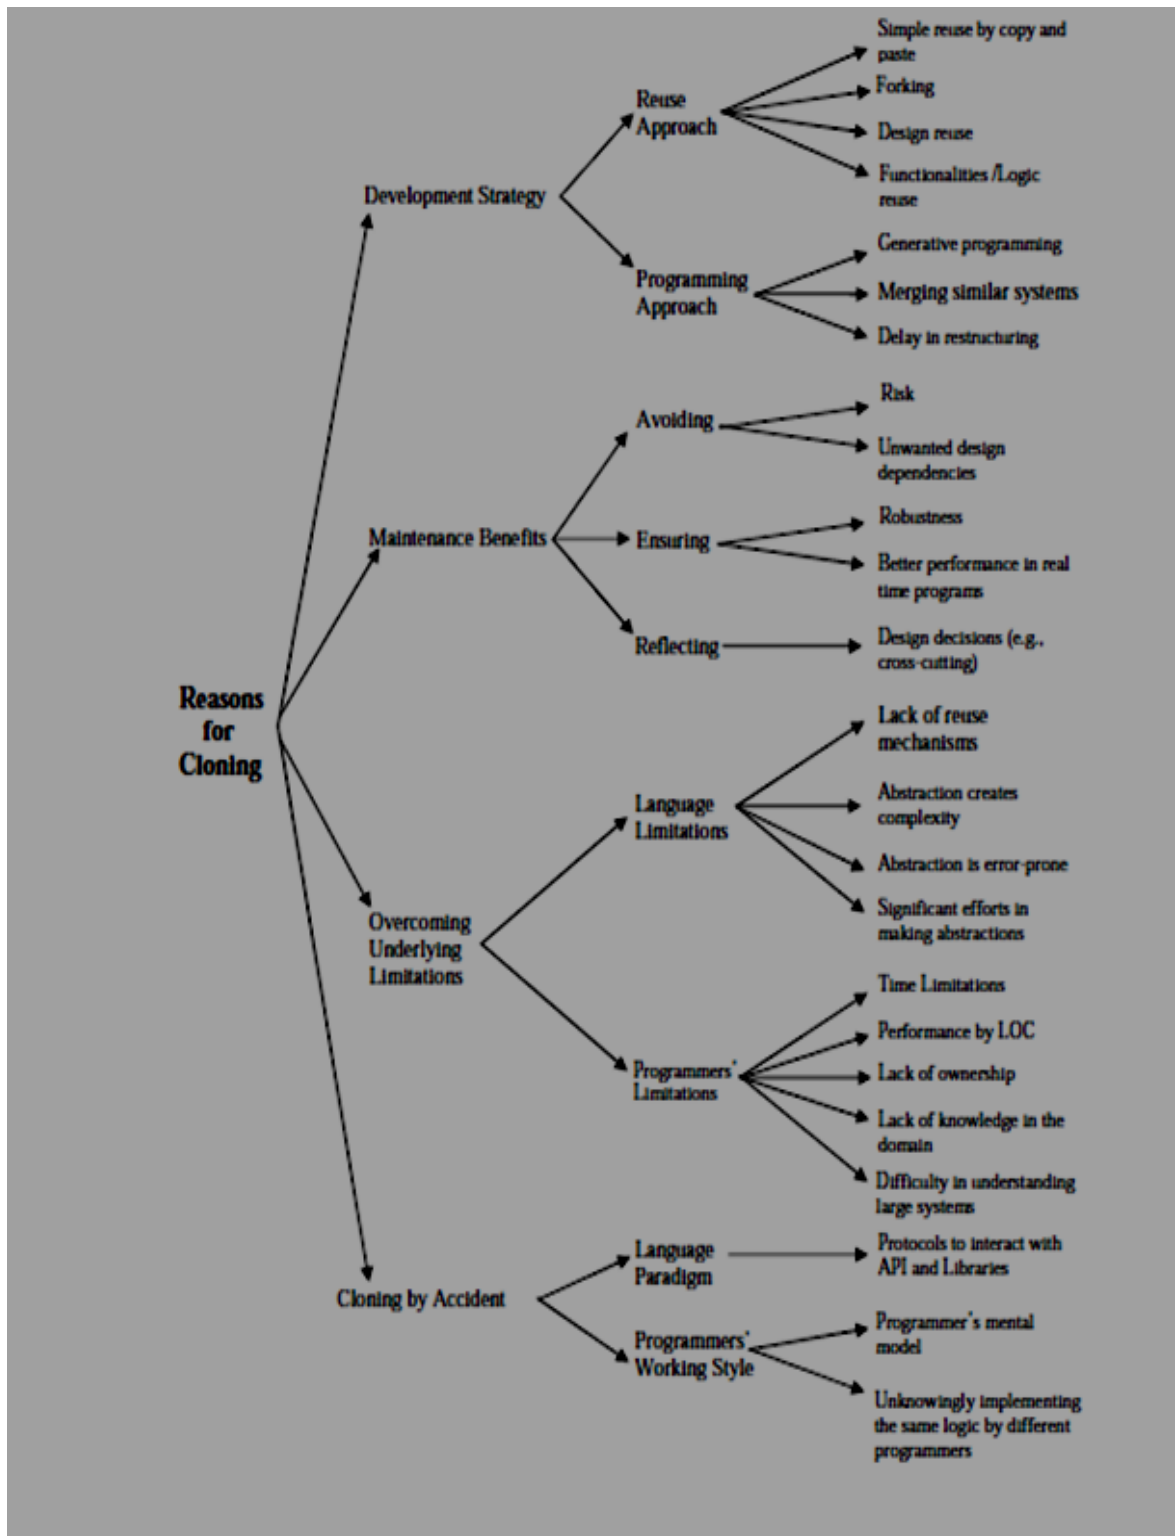 Simple reuse by copy and
paste
Forking
Reuse
Approach
Design reuse
Functionalities /Logic
reuse
Development Strategy
Generative programming
Programming
Approach
Merging similar systems
Delay in restructuring
Risk
Avoiding
Unwanted design
dependencies
Robustness
Maintenance Benefits
Ensuring
Better performance in real
time programs
Reflecting
Design decisions (e.g.,
cross-cutting)
Reasons
for
Cloning
Lack of reuse
mechanisms
Language
Limitations
Abstraction creates
complexity
Abstraction is error-prone
Significant efforts in
making abstractions
Overcoming
Underlying
Limitations
Time Limitations
Performance by LOC
Programmers'
Limitations
Lack of ownership
Lack of knowledge in the
domain
Difficulty in understanding
large systems
Language
Paradigm
Protocols to interact with
API and Libraries
Cloning by Accident
Programmers'
Working Style
Programmer's mental
model
Unknowingly implementing
the same logic by different
programmers